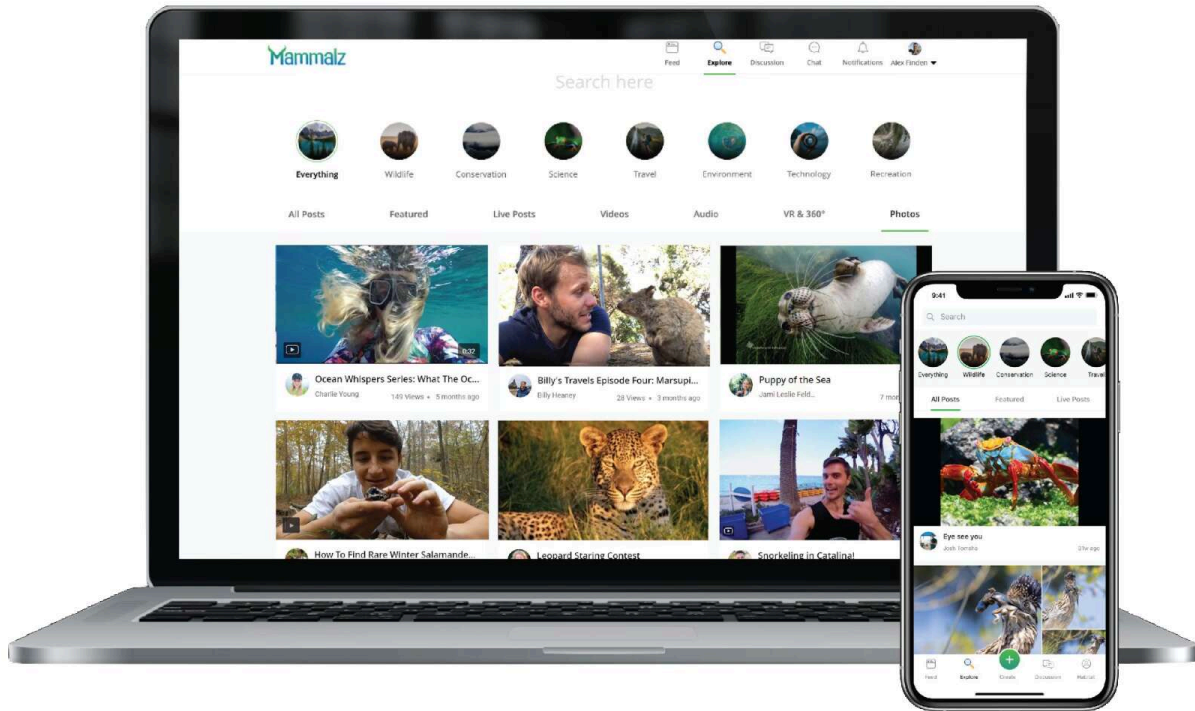 Mammalz
Feed Explore Discussion Chat Notifications Alex Finden
Search here
Everything Wildlife Conservation Science Travel Environment Technology Recreation
All Posts Featured Live Posts Videos Audio VR & 360° Photos
0:32
Ocean Whispers Series: What The Oc...
Charlie Young 149 Views • 5 months ago
Billy's Travels Episode Four: Marsupi...
Billy Heaney 28 Views • 3 months ago
Puppy of the Sea
Jami Leslie Feld.. 7 mon
How To Find Rare Winter Salamande...
Leopard Staring Contest
Snorkeling in Catalina!
9:41
Search
Everything Wildlife Conservation Science Travel
All Posts Featured Live Posts
Eye see you
Josh ago
Feed Explore Create Discussion Habitat